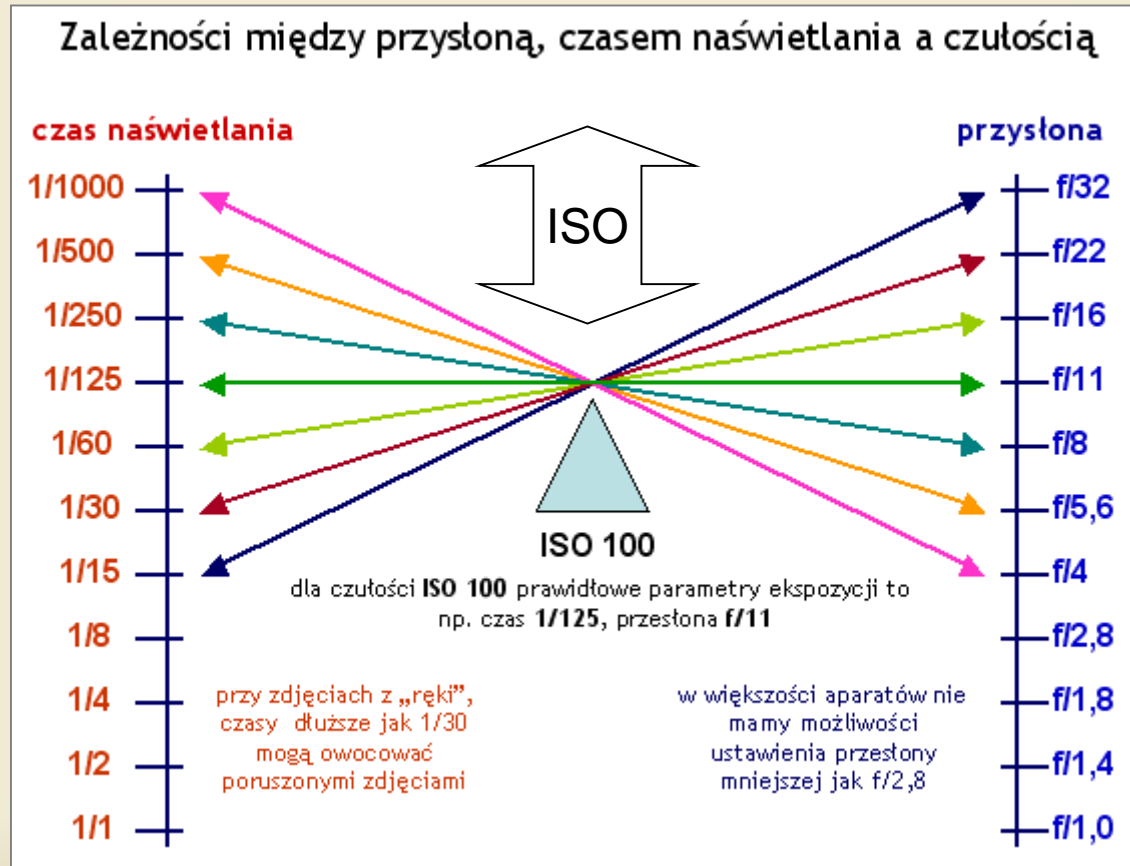 Zależności między przysłoną, czasem naświetlania a czułością
czas naświetlania
przysłona
ISO
1/1000
1/500
1/250
1/125
1/60
1/30
1/15
1/8
1/4
1/2
1/1
f/32
f/22
f/16
f/11
f/8
f/5,6
f/4
f/2,8
f/1,8
f/1,4
f/1,0
ISO 100
dla czułości ISO 100 prawidłowe parametry ekspozycji to
np. czas 1/125, przesłona f/11
przy zdjęciach z „ręki”,
czasy dłuższe jak 1/30
mogą owocować
poruszonymi zdjęciami
w większości aparatów nie
mamy możliwości
ustawienia przesłony
mniejszej jak f/2,8